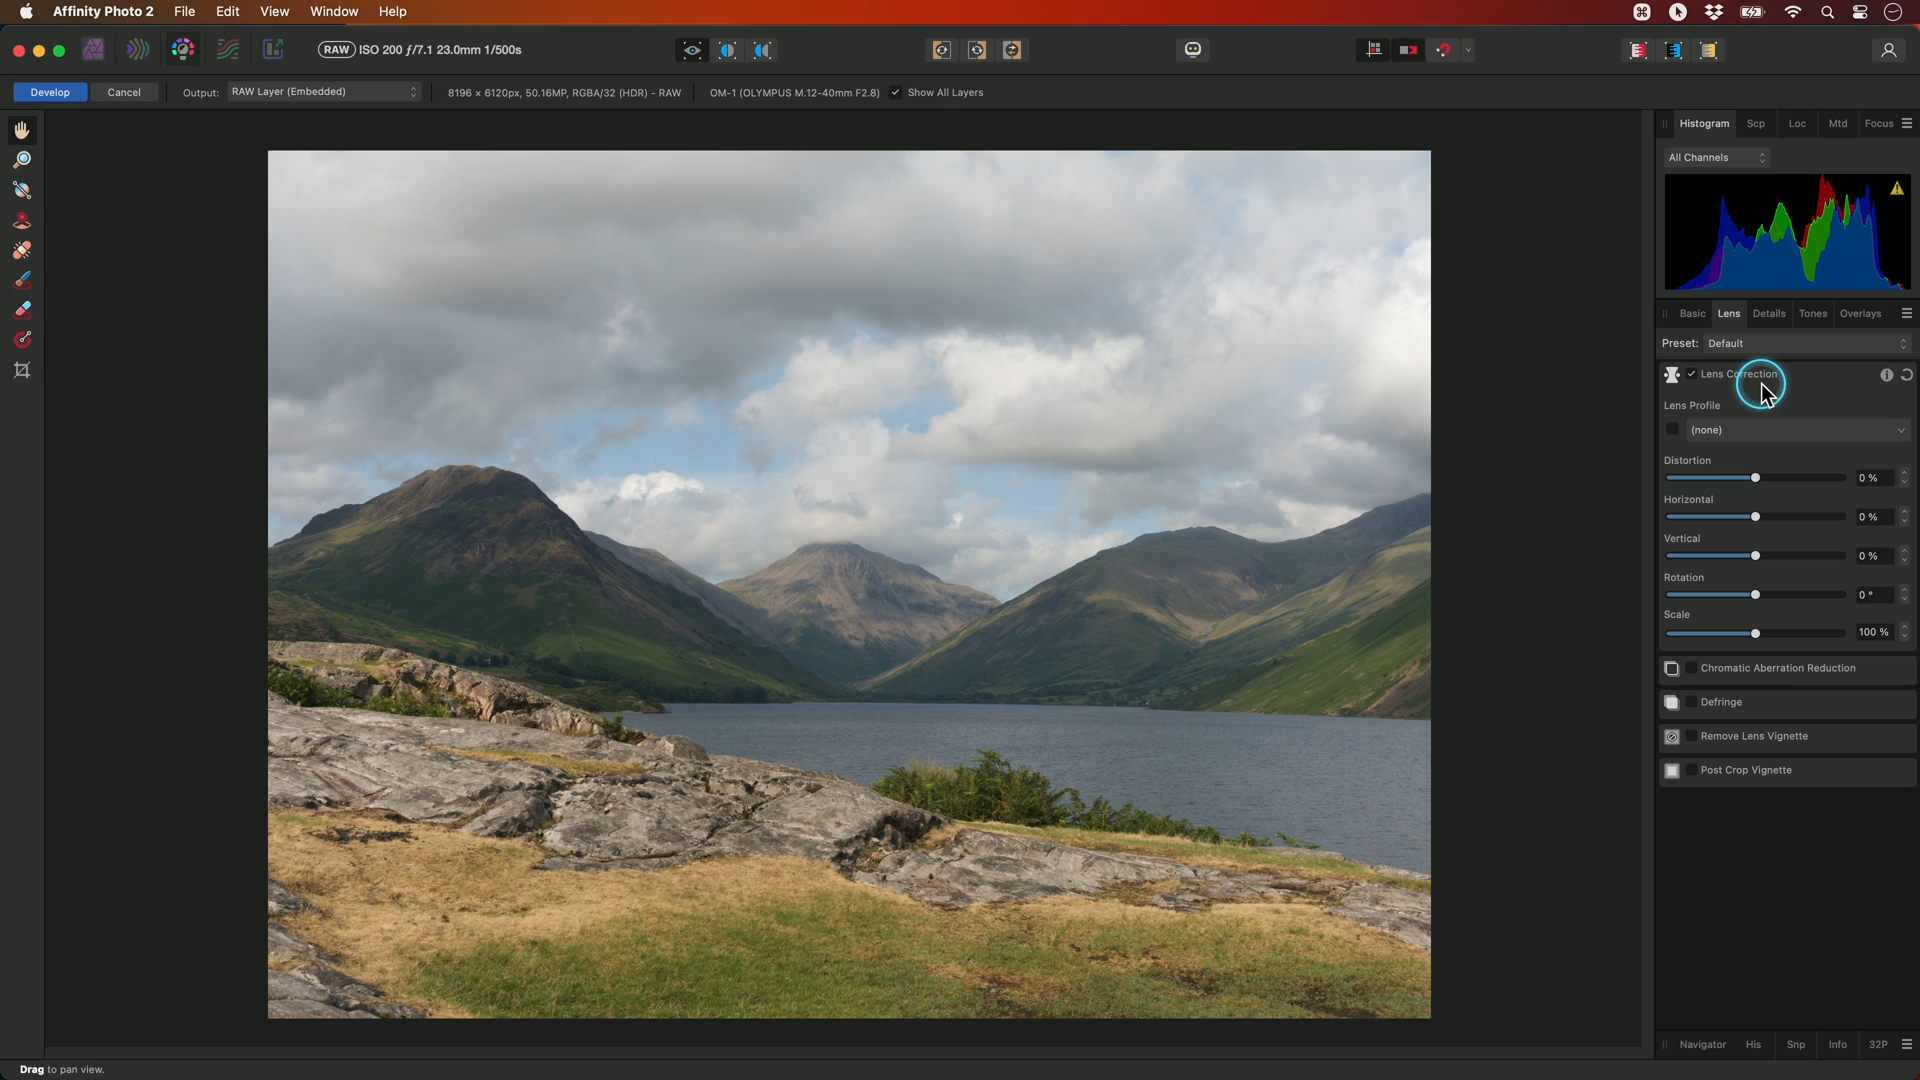 Affinity Photo 2 File Edit View Window Help
RAW ISO 200 ƒ/7.1 23.0mm 1/500s
Develop Cancel Output: RAW Layer (Embedded) 8196 × 6120px, 50.16MP, RGBA/32 (HDR) - RAW OM-1 (OLYMPUS M.12-40mm F2.8) Show All Layers
Histogram Scp Loc Mtd Focus
All Channels
Basic Lens Details Tones Overlays
Preset: Default
Lens Correction
Lens Profile
(none)
Distortion
0 %
Horizontal
0 %
Vertical
0 %
Rotation
0 °
Scale
100 %
Chromatic Aberration Reduction
Defringe
Remove Lens Vignette
Post Crop Vignette
Navigator His Snp Info 32P
Drag to pan view.